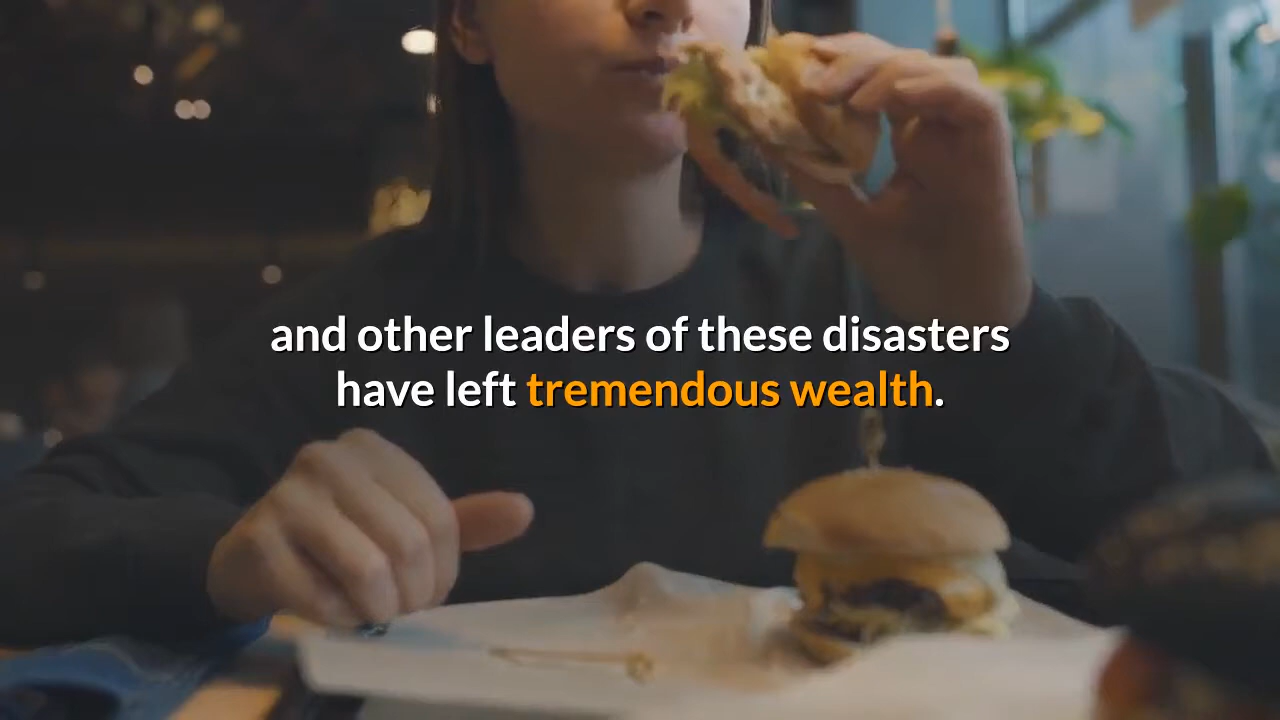 and other leaders of these disasters
have left tremendous wealth.